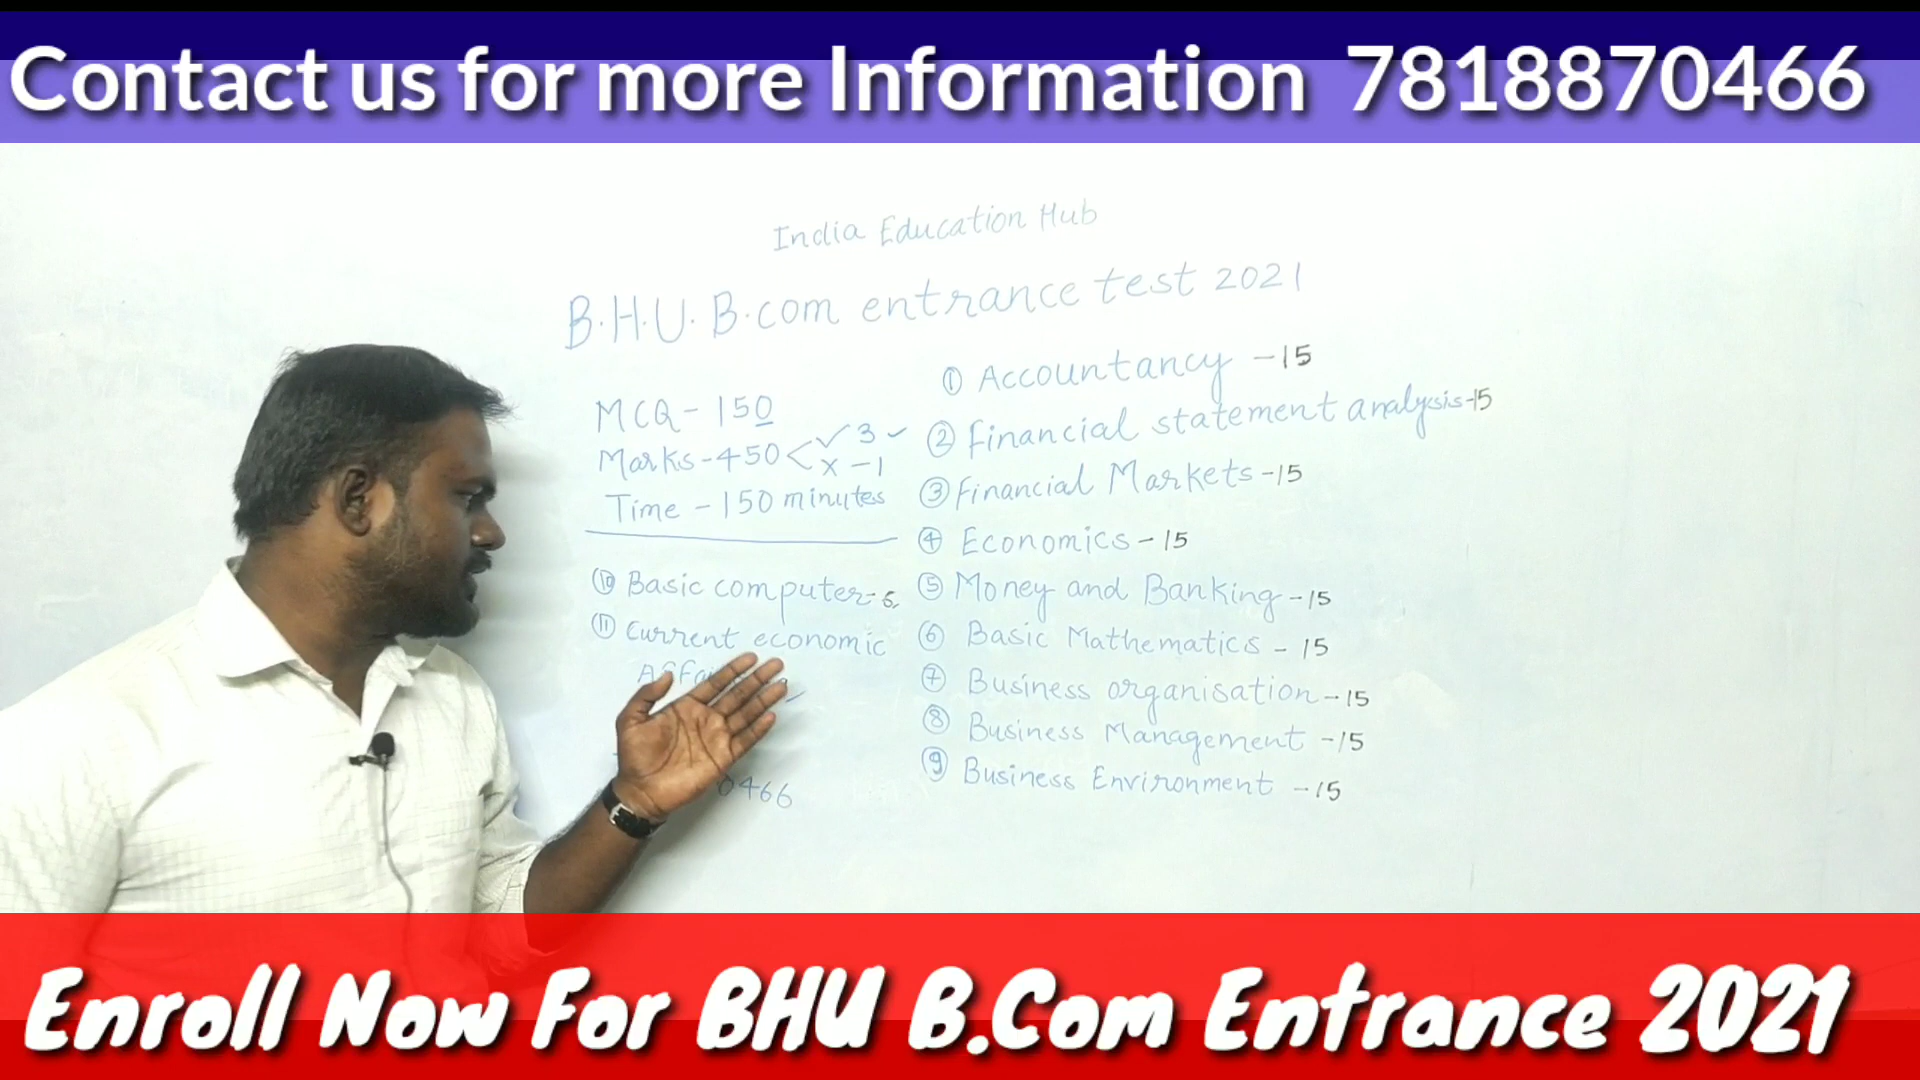 Contact us for more Information 7818870466
India Education Hub
B.H.U. B.com entrance test 2021
MCQ - 150
Marks - 450 < ✓ 3 ✓
x -1
Time - 150 minutes
⑩ Basic computer - 6
⑪ Current economic
Affai
0466
① Accountancy - 15
② Financial statement analysis - 15
③ Financial Markets - 15
④ Economics - 15
⑤ Money and Banking - 15
⑥ Basic Mathematics - 15
⑦ Business organisation - 15
⑧ Business Management - 15
⑨ Business Environment - 15
Enroll Now For BHU B.Com Entrance 2021